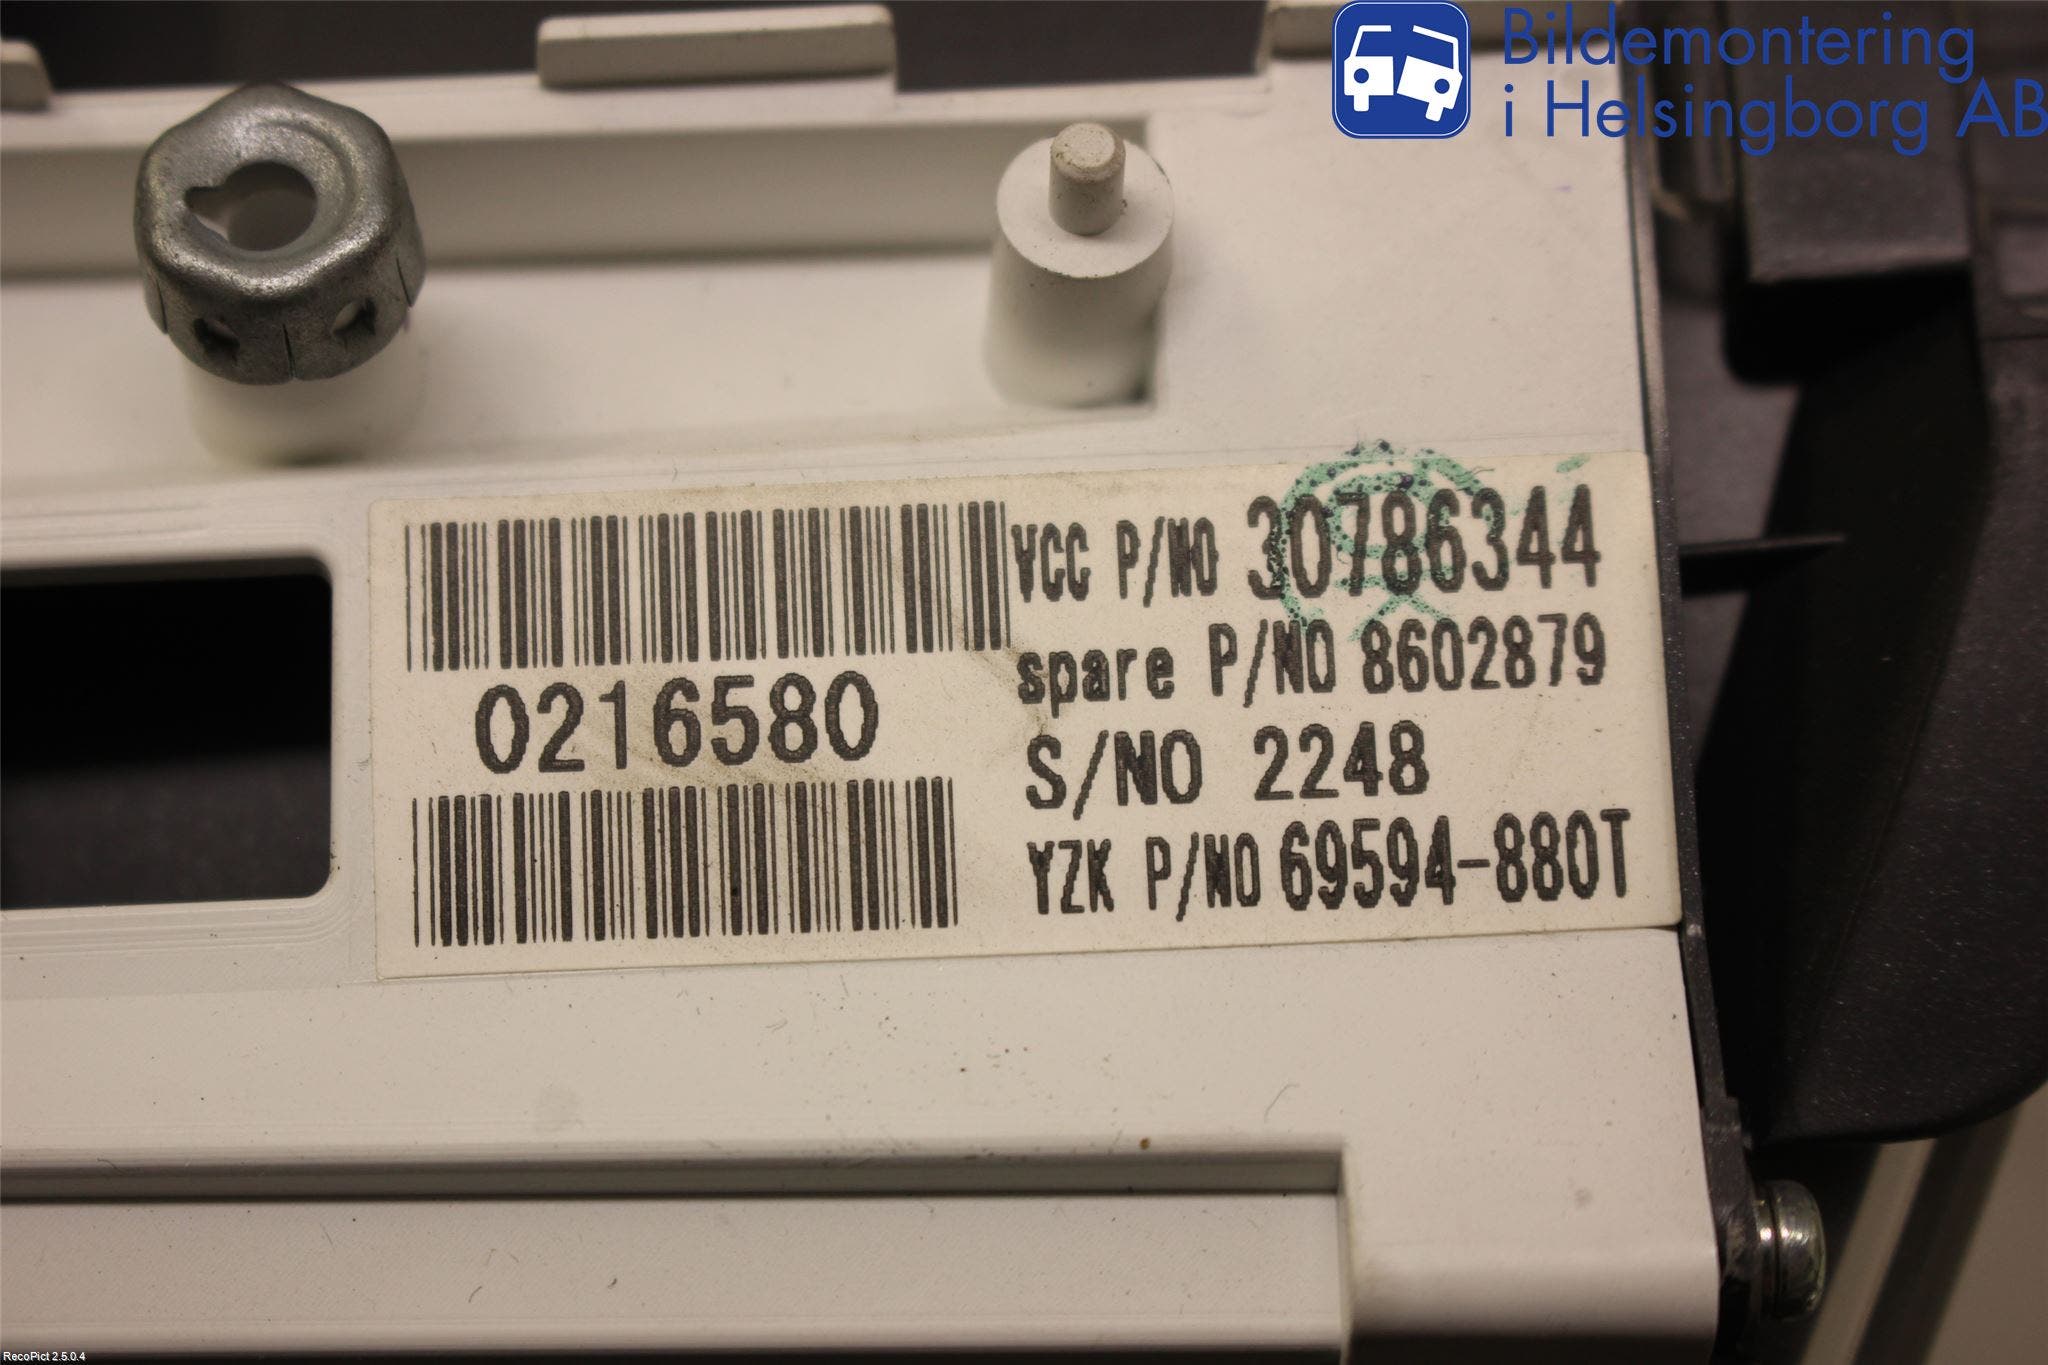 Bildemontering
i Helsingborg AB
VCC P/NO 30786344
spare P/NO 8602879
0216580
S/NO 2248
YZK P/NO 69594-880T
RecoPict 2.5.0.4